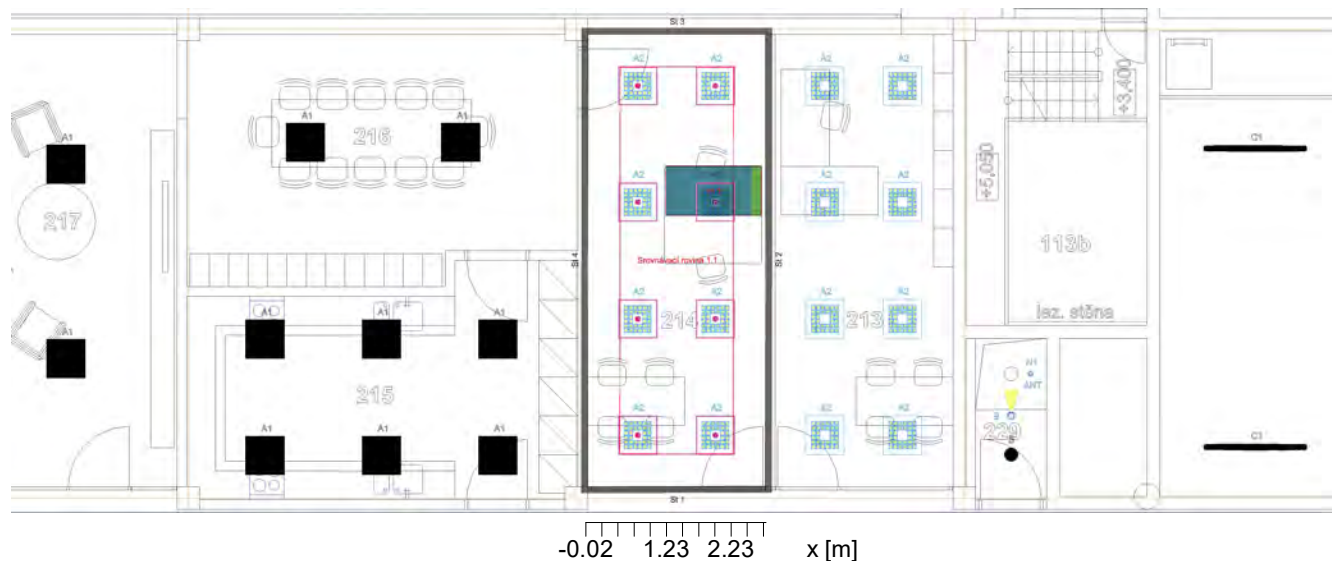 St 3
A2 A2 A2 A2
+3,400
A1 A1 A1 C1
216
A2 A2 A2
+5,050
217
113b
St 4
Srovnávací rovina 1.1
St 2
A2 A2 A2 A2
A1 A1 A1 A1
214 213
lez. stěna
N1
ANT
215
A2 A2 A2 A2
B
A1 A1 A1
229
C1
St 1
-0.02 1.23 2.23 x [m]